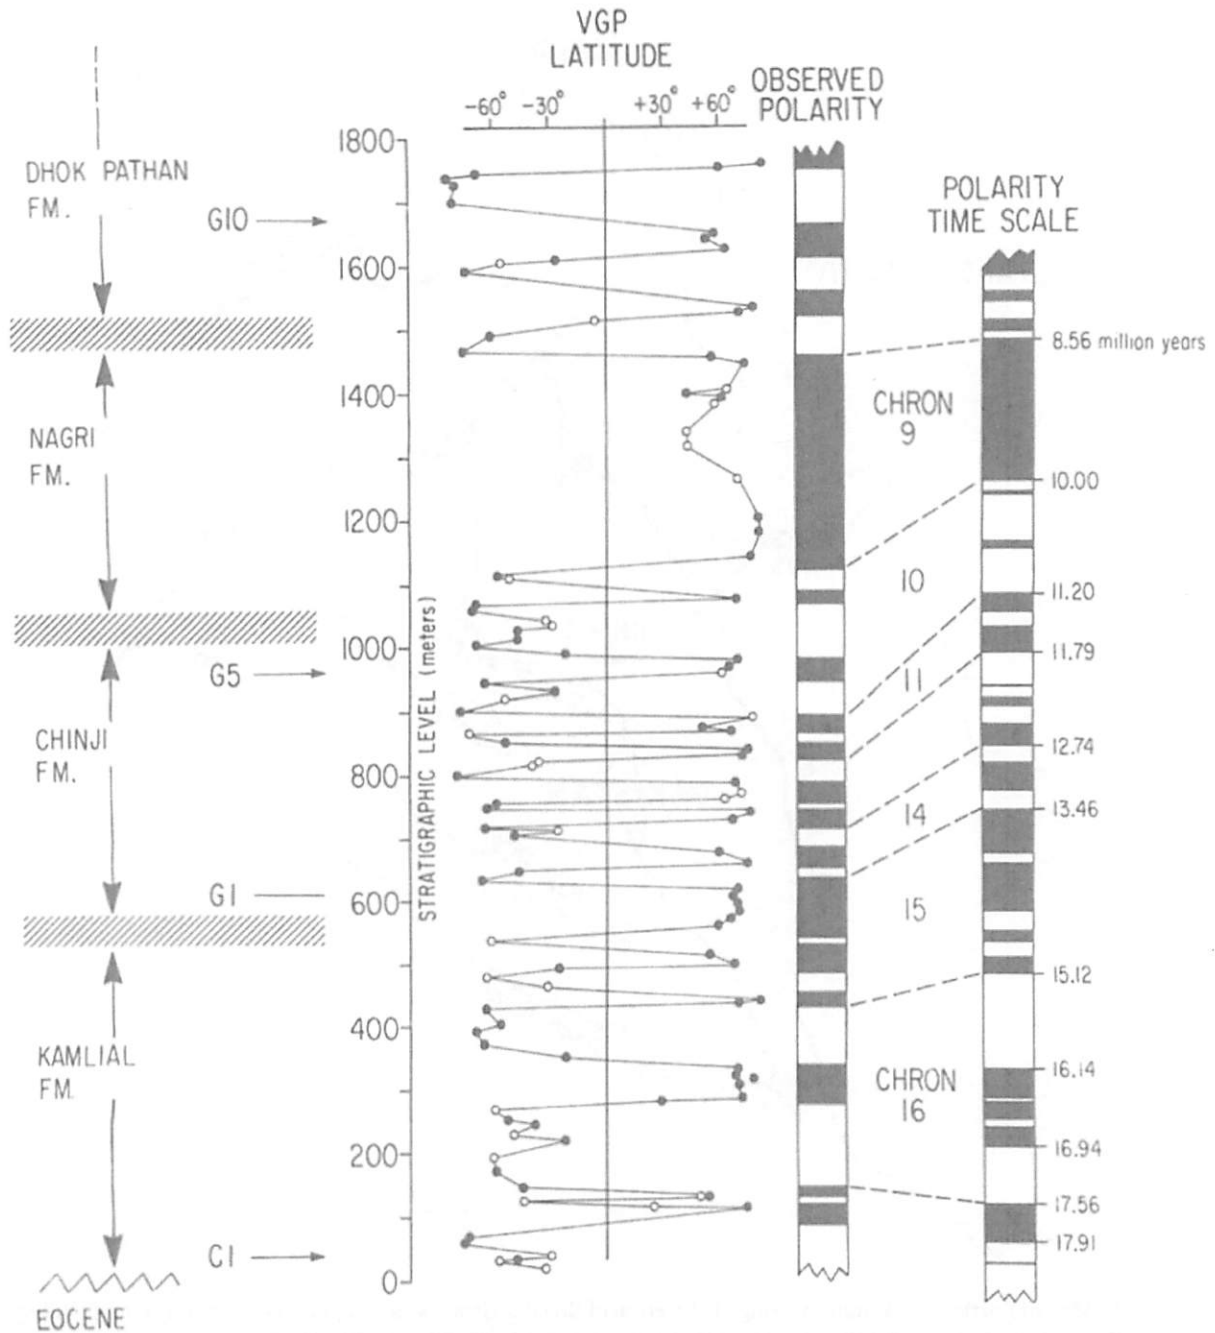 VGP
LATITUDE
-60° -30° +30° +60°
OBSERVED
POLARITY
POLARITY
TIME SCALE
DHOK PATHAN
FM.
G10
NAGRI
FM.
G5
CHINJI
FM.
G1
KAMLIAL
FM.
C1
EOCENE
STRATIGRAPHIC LEVEL (meters)
1800
1600
1400
1200
1000
800
600
400
200
0
CHRON
9
10
11
14
15
CHRON
16
8.56 million years
10.00
11.20
11.79
12.74
13.46
15.12
16.14
16.94
17.56
17.91